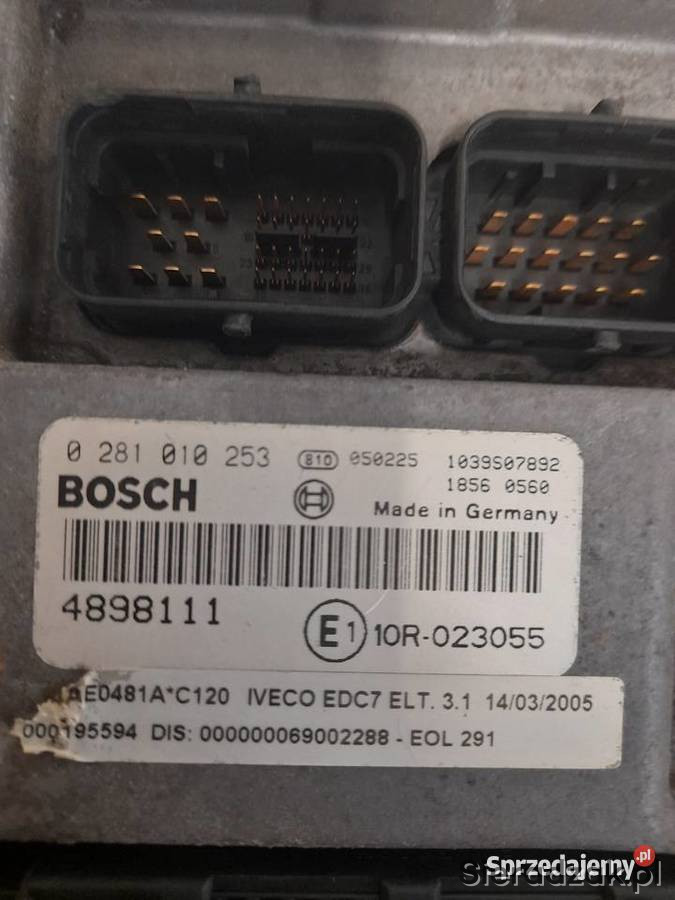 0 281 010 253 810 050225 1039S07892
1856 0560
BOSCH
Made in Germany
4898111
E1 10R-023055
AE0481A*C120 IVECO EDC7 ELT. 3.1 14/03/2005
000195594 DIS: 000000069002288 - EOL 291
Sprzedajemy.pl